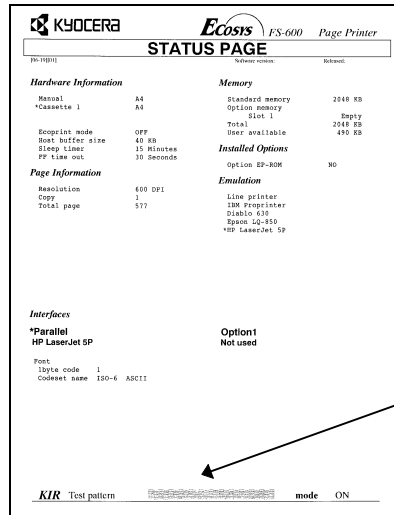 KYOCERA ECOSYS FS-600 Page Printer
STATUS PAGE
[06-19][01] Software version: Released:
Hardware Information
Manual A4
*Cassette 1 A4
Ecoprint mode OFF
Host buffer size 40 KB
Sleep timer 15 Minutes
FF time out 30 Seconds
Page Information
Resolution 600 DPI
Copy 1
Total page 577
Memory
Standard memory 2048 KB
Option memory
Slot 1 Empty
Total 2048 KB
User available 490 KB
Installed Options
Option EP-ROM NO
Emulation
Line printer
IBM Proprinter
Diablo 630
Epson LQ-850
*HP LaserJet 5P
Interfaces
*Parallel
HP LaserJet 5P
Font
1byte code 1
Codeset name ISO-6 ASCII
Option1
Not used
KIR Test pattern mode ON